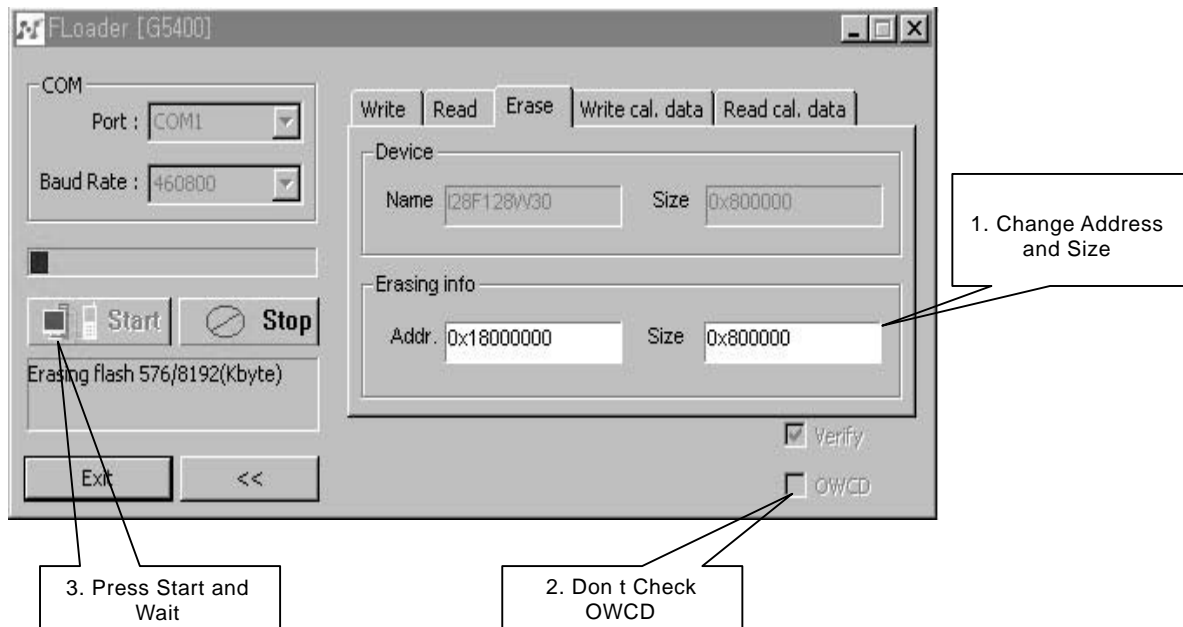 FLoader [G5400]
COM
Port :
COM1
Baud Rate :
460800
Start
Stop
Erasing flash 576/8192(Kbyte)
Exit
<<
Write
Read
Erase
Write cal. data
Read cal. data
Device
Name
I28F128W30
Size
0x800000
Erasing info
Addr.
0x18000000
Size
0x800000
Verify
OWCD
1. Change Address
and Size
3. Press Start and
Wait
2. Don t Check
OWCD